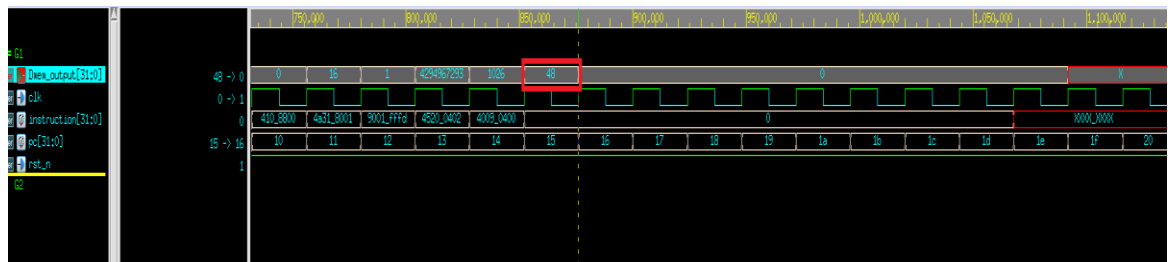 750,000 800,000 850,000 900,000 950,000 1,000,000 1,050,000 1,100,000
G1
Dmem_output[31:0] 48 -> 0 0 16 1 4294967293 1026 48 0 X
clk 0 -> 1
instruction[31:0] 0 410_8800 4a31_8001 9001_fffd 4520_0402 4009_0400 0 XXXX_XXXX
pc[31:0] 15 -> 16 10 11 12 13 14 15 16 17 18 19 1a 1b 1c 1d 1e 1f 20
rst_n 1
G2